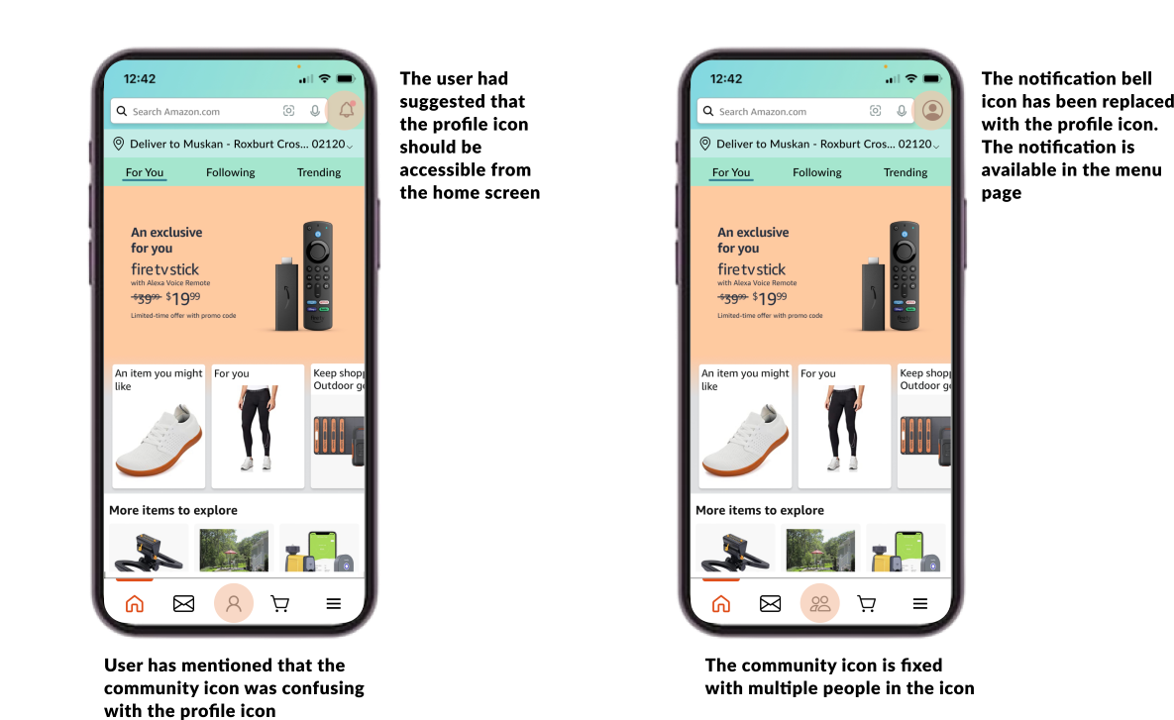 12:42
Search Amazon.com
Deliver to Muskan - Roxburt Cros... 02120
For You Following Trending
An exclusive
for you
fire tv stick
with Alexa Voice Remote
$39⁹⁹ $19⁹⁹
Limited-time offer with promo code
An item you might
like
For you
Keep shopp
Outdoor ge
More items to explore
The user had
suggested that
the profile icon
should be
accessible from
the home screen
User has mentioned that the
community icon was confusing
with the profile icon
12:42
Search Amazon.com
Deliver to Muskan - Roxburt Cros... 02120
For You Following Trending
An exclusive
for you
fire tv stick
with Alexa Voice Remote
$39⁹⁹ $19⁹⁹
Limited-time offer with promo code
An item you might
like
For you
Keep shopp
Outdoor ge
More items to explore
The notification bell
icon has been replaced
with the profile icon.
The notification is
available in the menu
page
The community icon is fixed
with multiple people in the icon